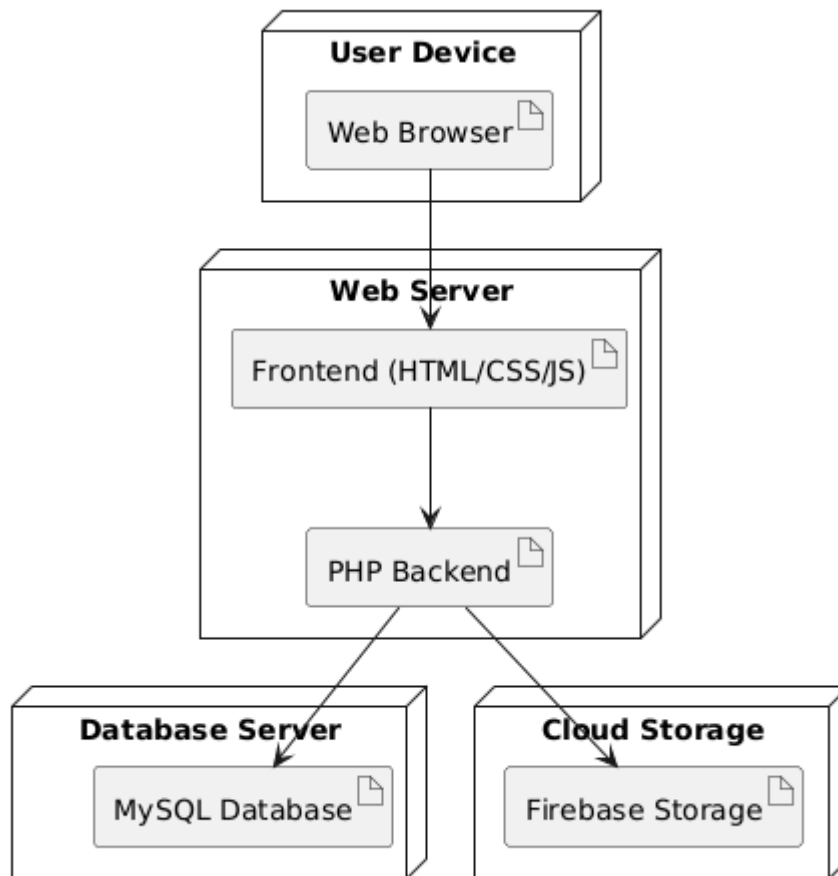 User Device
Web Browser
Web Server
Frontend (HTML/CSS/JS)
PHP Backend
Database Server
Cloud Storage
MySQL Database
Firebase Storage